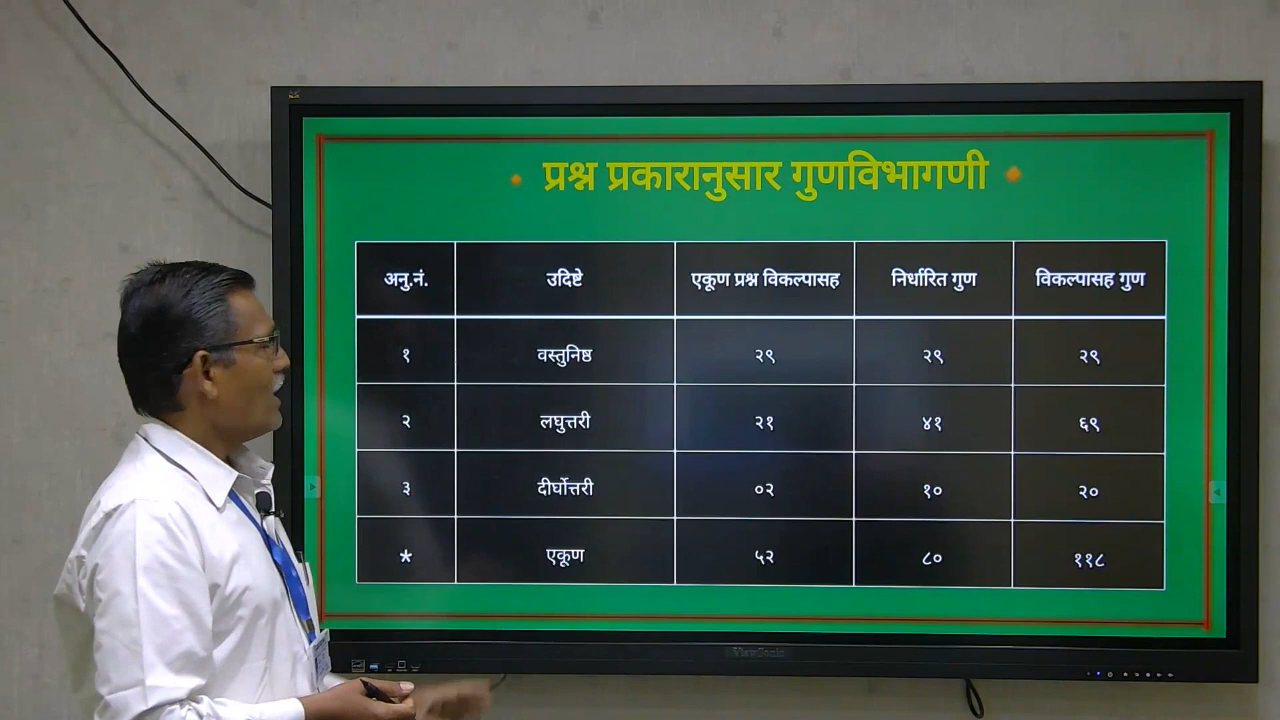 प्रश्न प्रकारानुसार गुणविभागणी
अनु.नं. उदिष्टे एकूण प्रश्न विकल्पासह निर्धारित गुण विकल्पासह गुण
१ वस्तुनिष्ठ २९ २९ २९
२ लघुत्तरी २१ ४१ ६९
३ दीर्घोत्तरी ०२ १० २०
* एकूण ५२ ८० ११८
ViewSonic